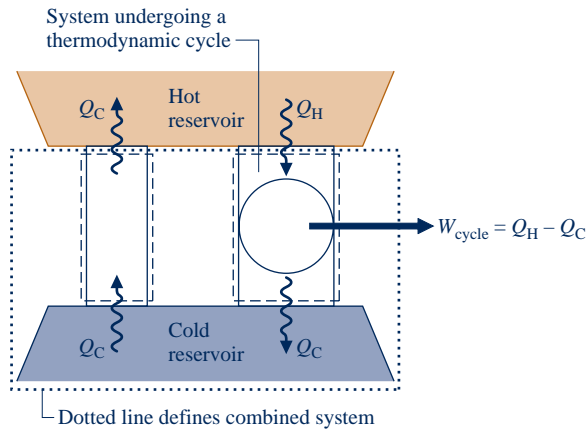 System undergoing a
thermodynamic cycle
Q_C
Hot
reservoir
Q_H
W_cycle = Q_H – Q_C
Q_C
Cold
reservoir
Q_C
Dotted line defines combined system